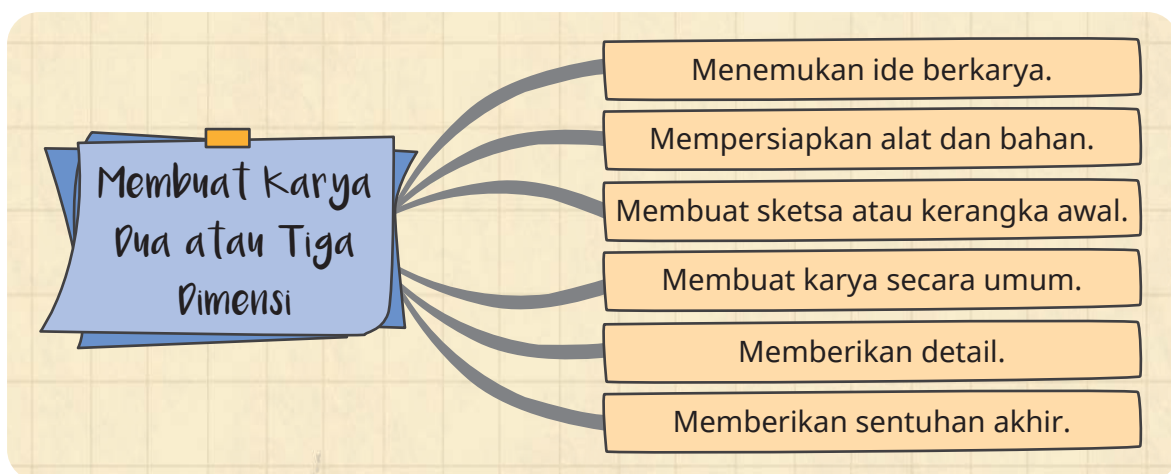 Membuat Karya
Dua atau Tiga
Dimensi
Menemukan ide berkarya.
Mempersiapkan alat dan bahan.
Membuat sketsa atau kerangka awal.
Membuat karya secara umum.
Memberikan detail.
Memberikan sentuhan akhir.